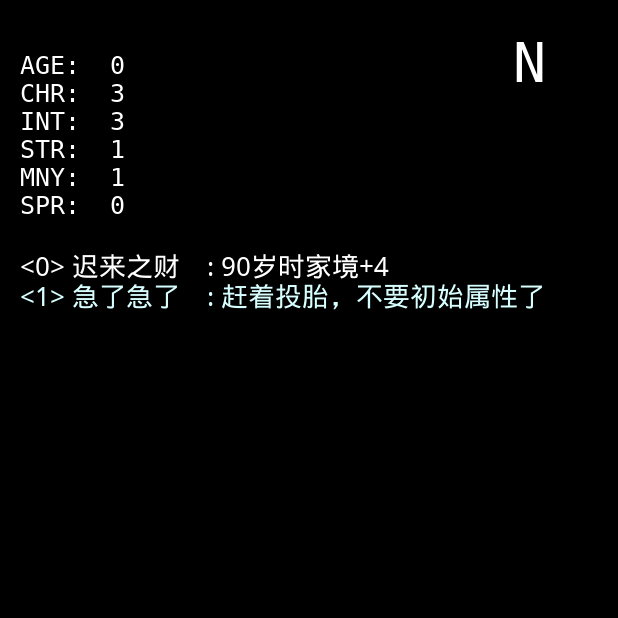 N
AGE: 0
CHR: 3
INT: 3
STR: 1
MNY: 1
SPR: 0
<0> 迟来之财 : 90岁时家境+4
<1> 急了急了 : 赶着投胎，不要初始属性了